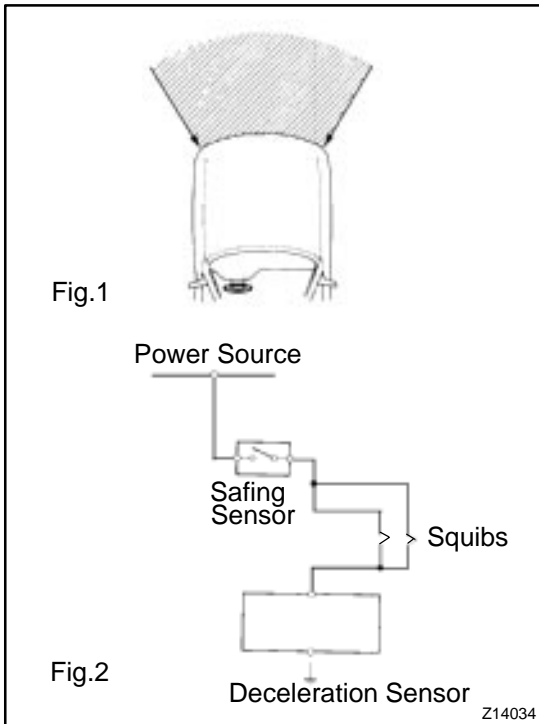 Fig.1
Power Source
Safing
Sensor
Squibs
Fig.2
Deceleration Sensor
Z14034